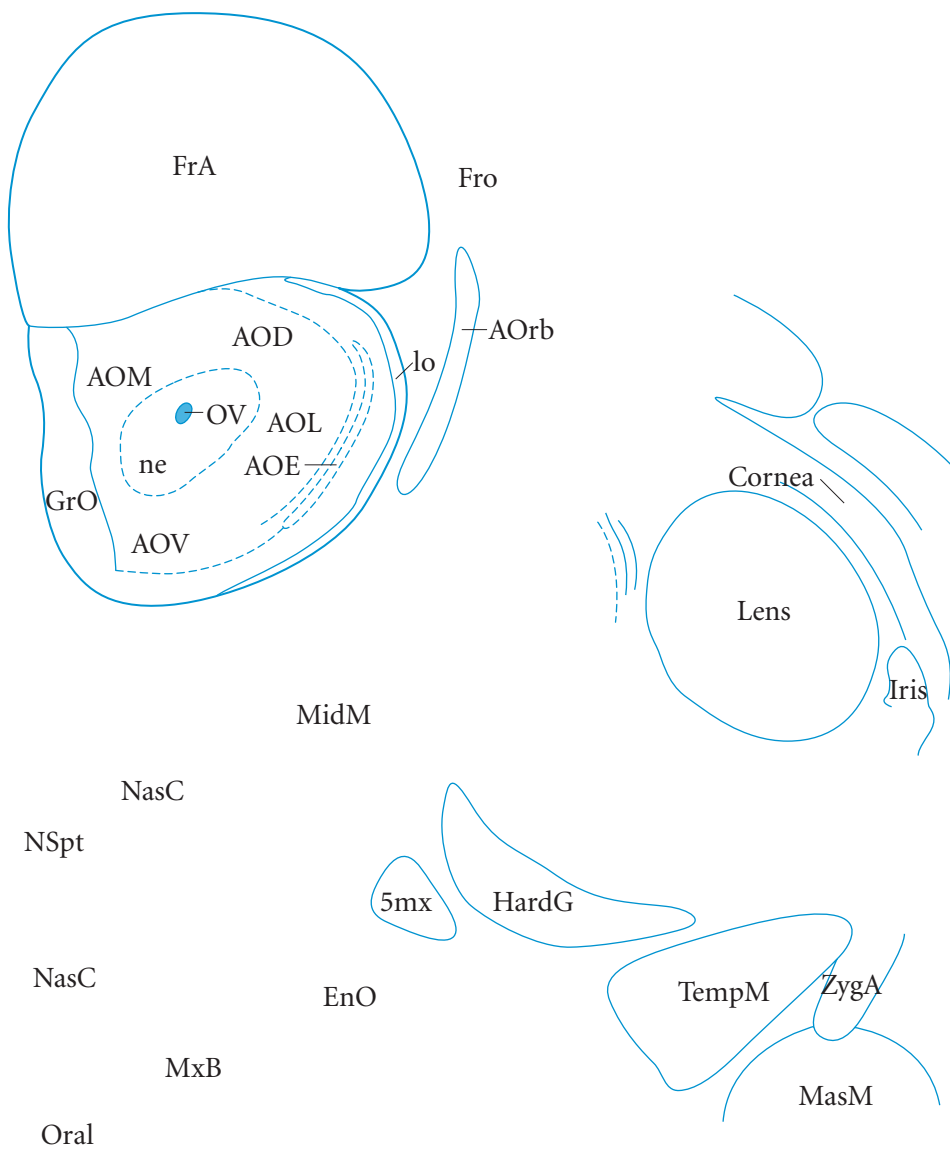 FrA
Fro
AOrb
AOD
lo
AOM
OV
AOL
ne
AOE
GrO
AOV
Cornea
Lens
Iris
MidM
NasC
NSpt
5mx
HardG
NasC
EnO
TempM
ZygA
MxB
MasM
Oral